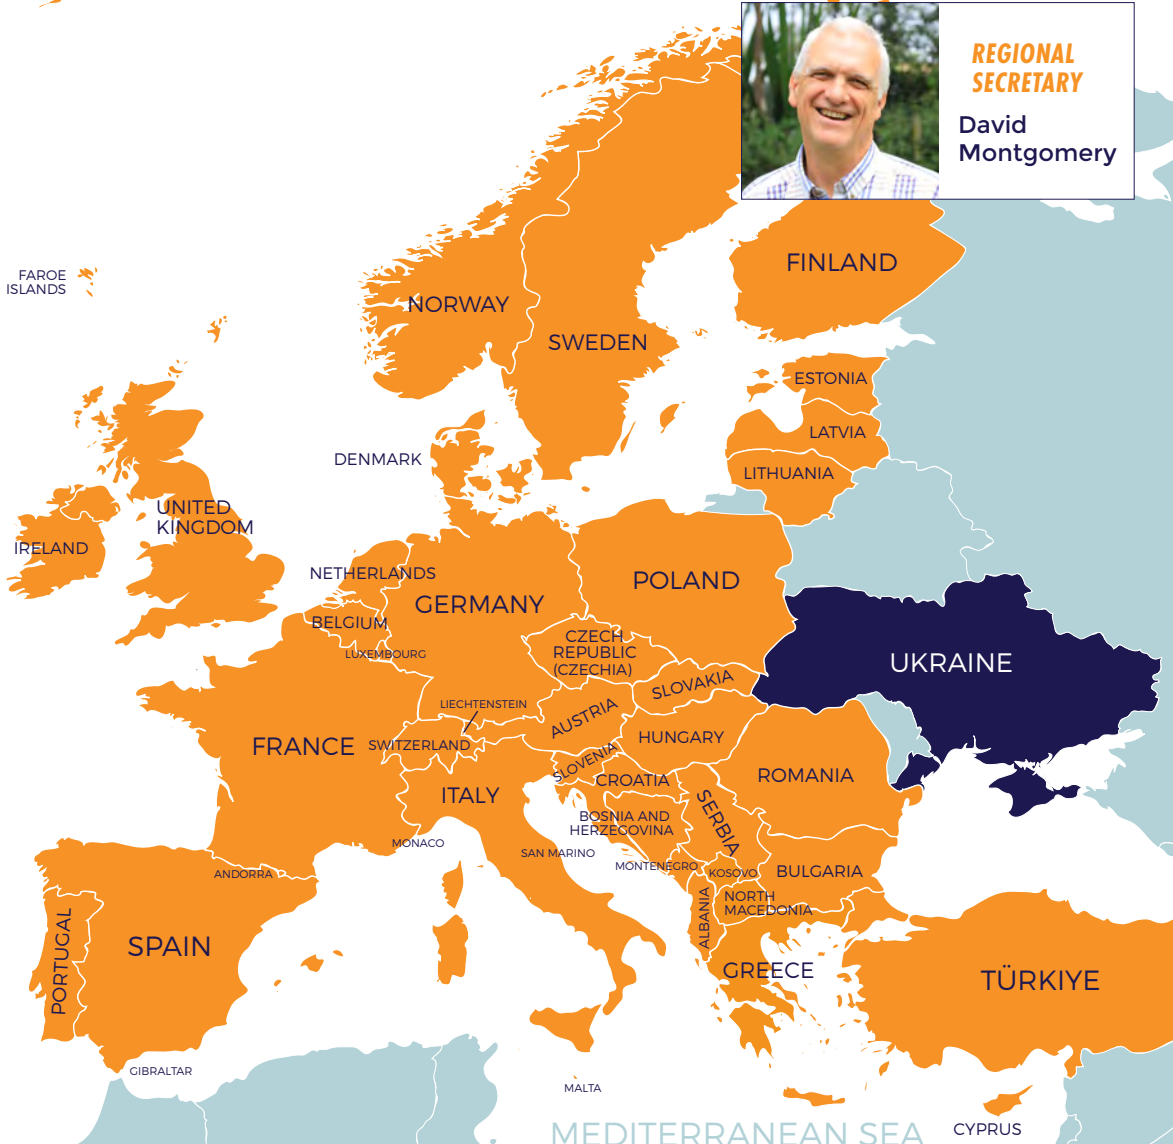 REGIONAL
SECRETARY
David
Montgomery
FAROE
ISLANDS
FINLAND
NORWAY
SWEDEN
ESTONIA
LATVIA
DENMARK
LITHUANIA
UNITED
KINGDOM
IRELAND
NETHERLANDS
POLAND
GERMANY
BELGIUM
CZECH
REPUBLIC
(CZECHIA)
LUXEMBOURG
UKRAINE
SLOVAKIA
LIECHTENSTEIN
AUSTRIA
FRANCE
SWITZERLAND
HUNGARY
SLOVENIA
CROATIA
ROMANIA
ITALY
SERBIA
BOSNIA AND
HERZEGOVINA
MONACO
SAN MARINO
MONTENEGRO
KOSOVO
BULGARIA
ANDORRA
NORTH
MACEDONIA
ALBANIA
PORTUGAL
SPAIN
GREECE
TÜRKIYE
GIBRALTAR
MALTA
MEDITERRANEAN SEA
CYPRUS